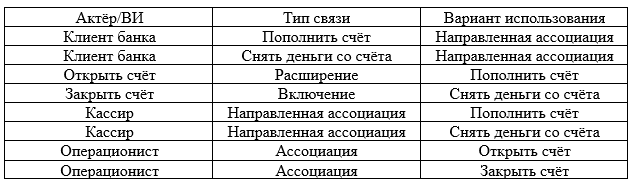 Актёр/ВИ Тип связи Вариант использования
Клиент банка Пополнить счёт Направленная ассоциация
Клиент банка Снять деньги со счёта Направленная ассоциация
Открыть счёт Расширение Пополнить счёт
Закрыть счёт Включение Снять деньги со счёта
Кассир Направленная ассоциация Пополнить счёт
Кассир Направленная ассоциация Снять деньги со счёта
Операционист Ассоциация Открыть счёт
Операционист Ассоциация Закрыть счёт